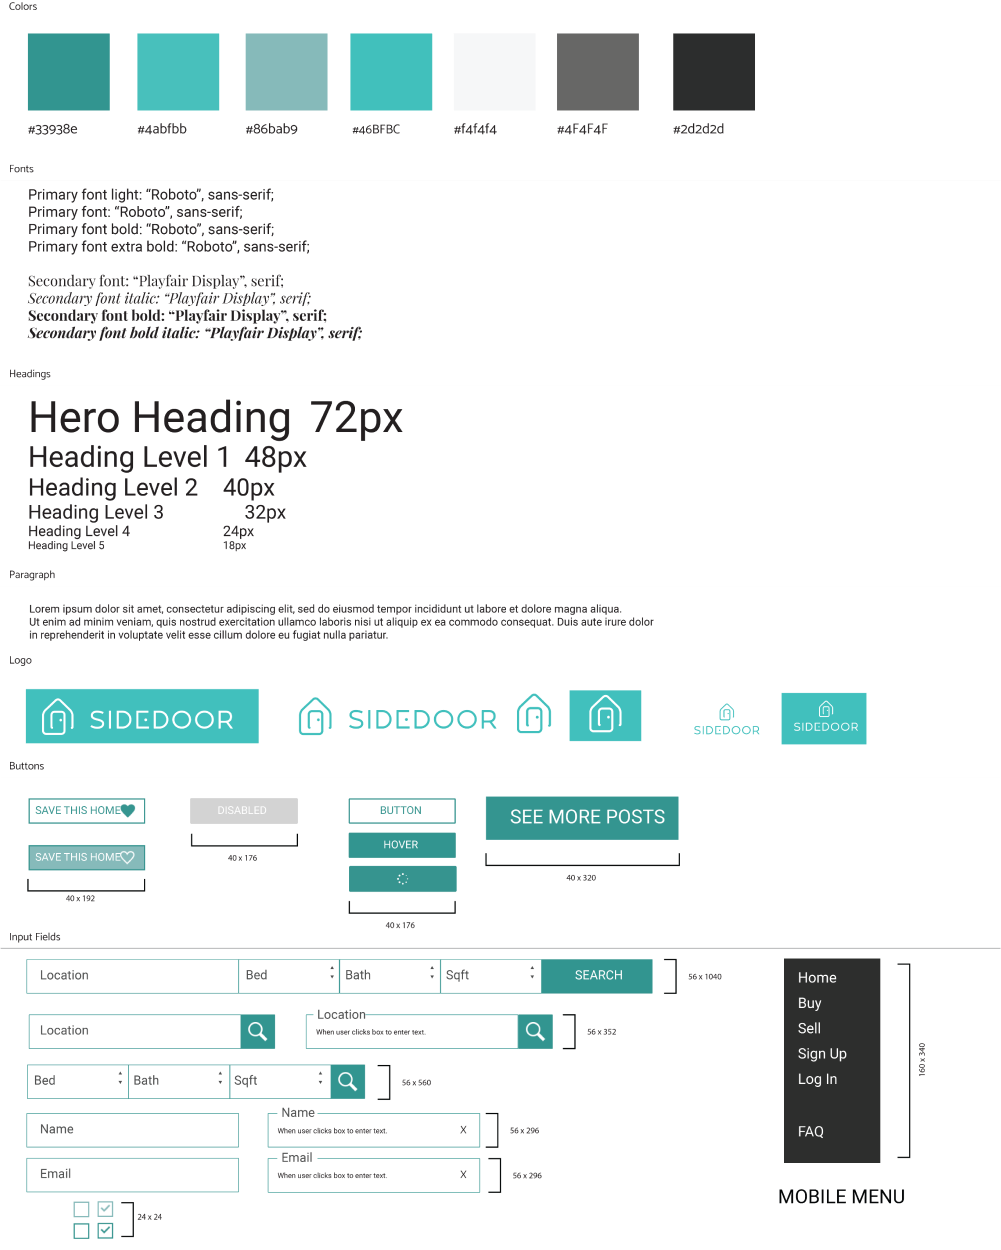 Colors
#33938e
#4abfbb
#86bab9
#46BFBC
#f4f4f4
#4F4F4F
#2d2d2d
Fonts
Primary font light: “Roboto”, sans-serif;
Primary font: “Roboto”, sans-serif;
Primary font bold: “Roboto”, sans-serif;
Primary font extra bold: “Roboto”, sans-serif;
Secondary font: “Playfair Display”, serif;
Secondary font italic: “Playfair Display”, serif;
Secondary font bold: “Playfair Display”, serif;
Secondary font bold italic: “Playfair Display”, serif;
Headings
Hero Heading 72px
Heading Level 1 48px
Heading Level 2 40px
Heading Level 3 32px
Heading Level 4 24px
Heading Level 5 18px
Paragraph
Lorem ipsum dolor sit amet, consectetur adipiscing elit, sed do eiusmod tempor incididunt ut labore et dolore magna aliqua.
Ut enim ad minim veniam, quis nostrud exercitation ullamco laboris nisi ut aliquip ex ea commodo consequat. Duis aute irure dolor
in reprehenderit in voluptate velit esse cillum dolore eu fugiat nulla pariatur.
Logo
SIDEDOOR
SIDEDOOR
SIDEDOOR
SIDEDOOR
Buttons
SAVE THIS HOME
DISABLED
BUTTON
SEE MORE POSTS
HOVER
SAVE THIS HOME
40 x 176
40 x 320
40 x 192
40 x 176
Input Fields
Location
Bed
Bath
Sqft
SEARCH
56 x 1040
Location
Location
When user clicks box to enter text.
56 x 352
Bed
Bath
Sqft
56 x 560
Name
Name
When user clicks box to enter text.
X
56 x 296
Email
Email
When user clicks box to enter text.
X
56 x 296
24 x 24
Home
Buy
Sell
Sign Up
Log In
FAQ
160 x 340
MOBILE MENU